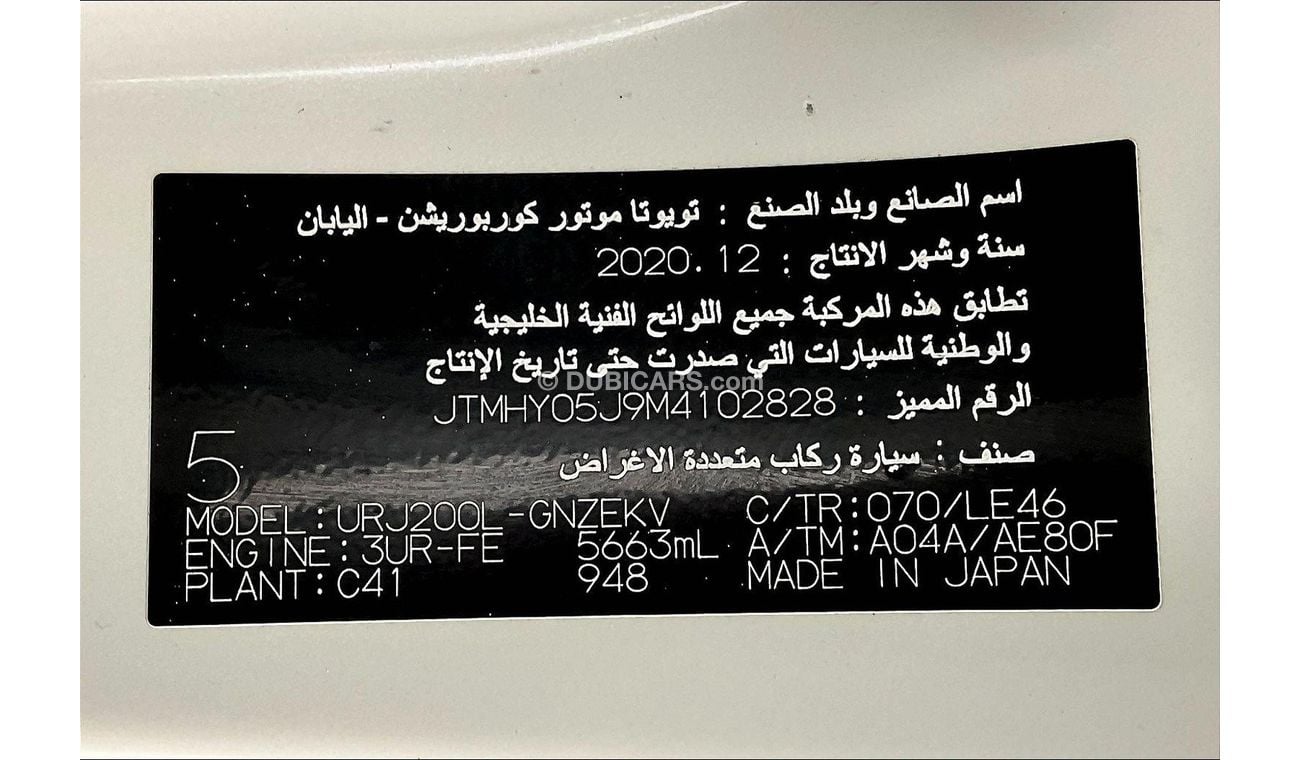 اسم الصانع وبلد الصنع : تويوتا موتور كوربوريشن - اليابان
سنة وشهر الانتاج : 2020.12
تطابق هذه المركبة جميع اللوائح الفنية الخليجية
والوطنية للسيارات التي صدرت حتى تاريخ الإنتاج
© DUBICARS.com
الرقم المميز : JTMHY05J9M4102828
صنف : سيارة ركاب متعددة الاغراض
5
MODEL: URJ200L-GNZEKV C/TR: 070/LE46
ENGINE: 3UR-FE 5663mL A/TM: A04A/AE80F
PLANT: C41 948 MADE IN JAPAN